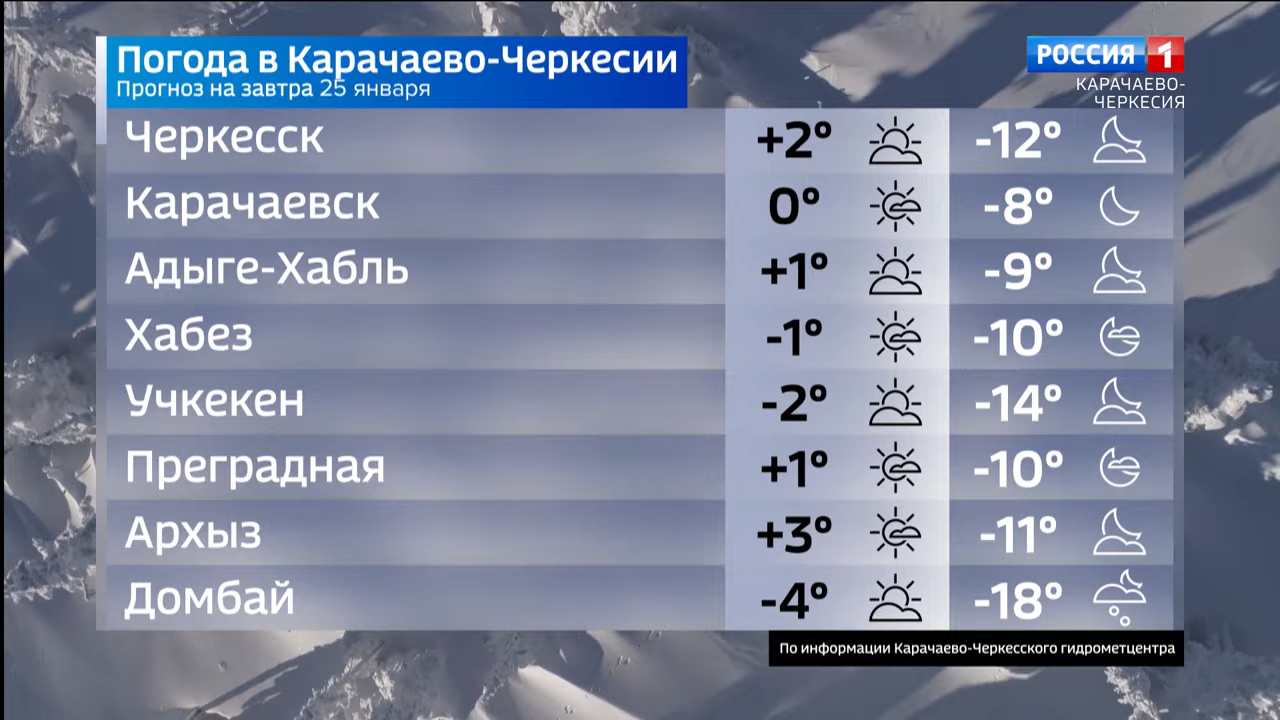 Погода в Карачаево-Черкесии
Прогноз на завтра 25 января
РОССИЯ 1
КАРАЧАЕВО-
ЧЕРКЕСИЯ
Черкесск +2° -12°
Карачаевск 0° -8°
Адыге-Хабль +1° -9°
Хабез -1° -10°
Учкекен -2° -14°
Преградная +1° -10°
Архыз +3° -11°
Домбай -4° -18°
По информации Карачаево-Черкесского гидрометцентра